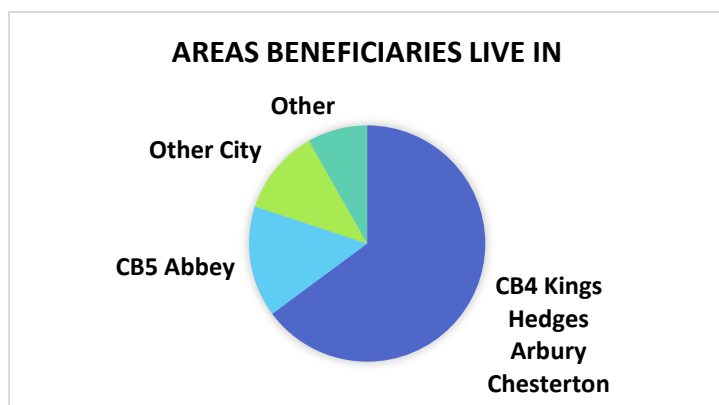 AREAS BENEFICIARIES LIVE IN
Other
Other City
CB5 Abbey
CB4 Kings
Hedges
Arbury
Chesterton